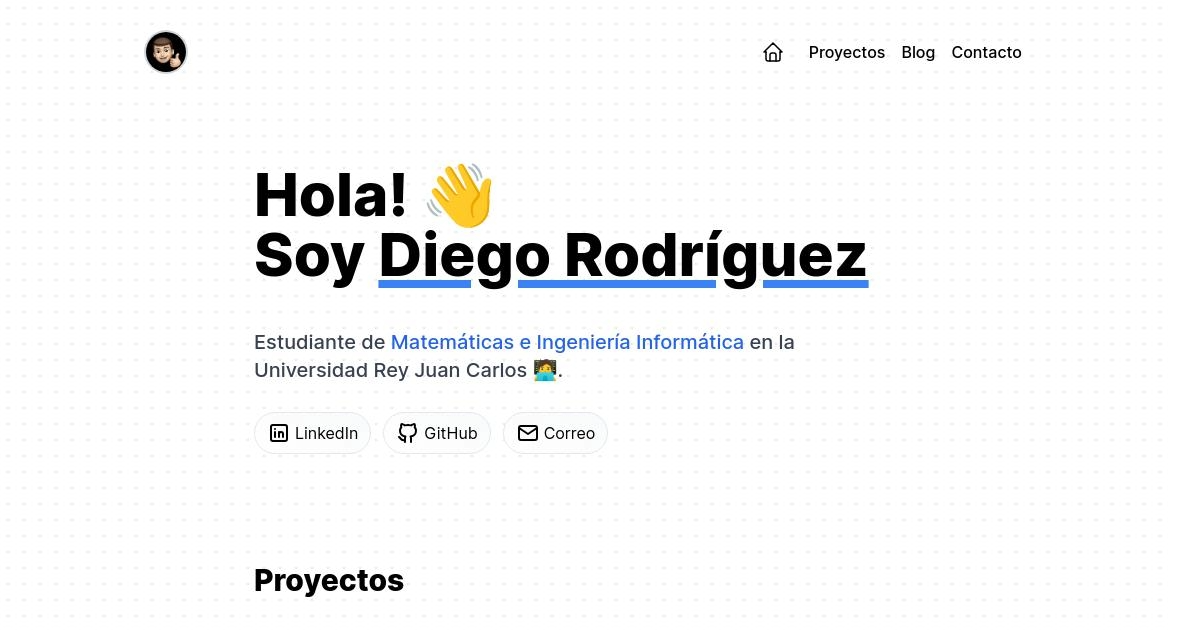 Proyectos Blog Contacto
Hola! 👋
Soy Diego Rodríguez
Estudiante de Matemáticas e Ingeniería Informática en la
Universidad Rey Juan Carlos 🧑‍💻.
LinkedIn GitHub Correo
Proyectos